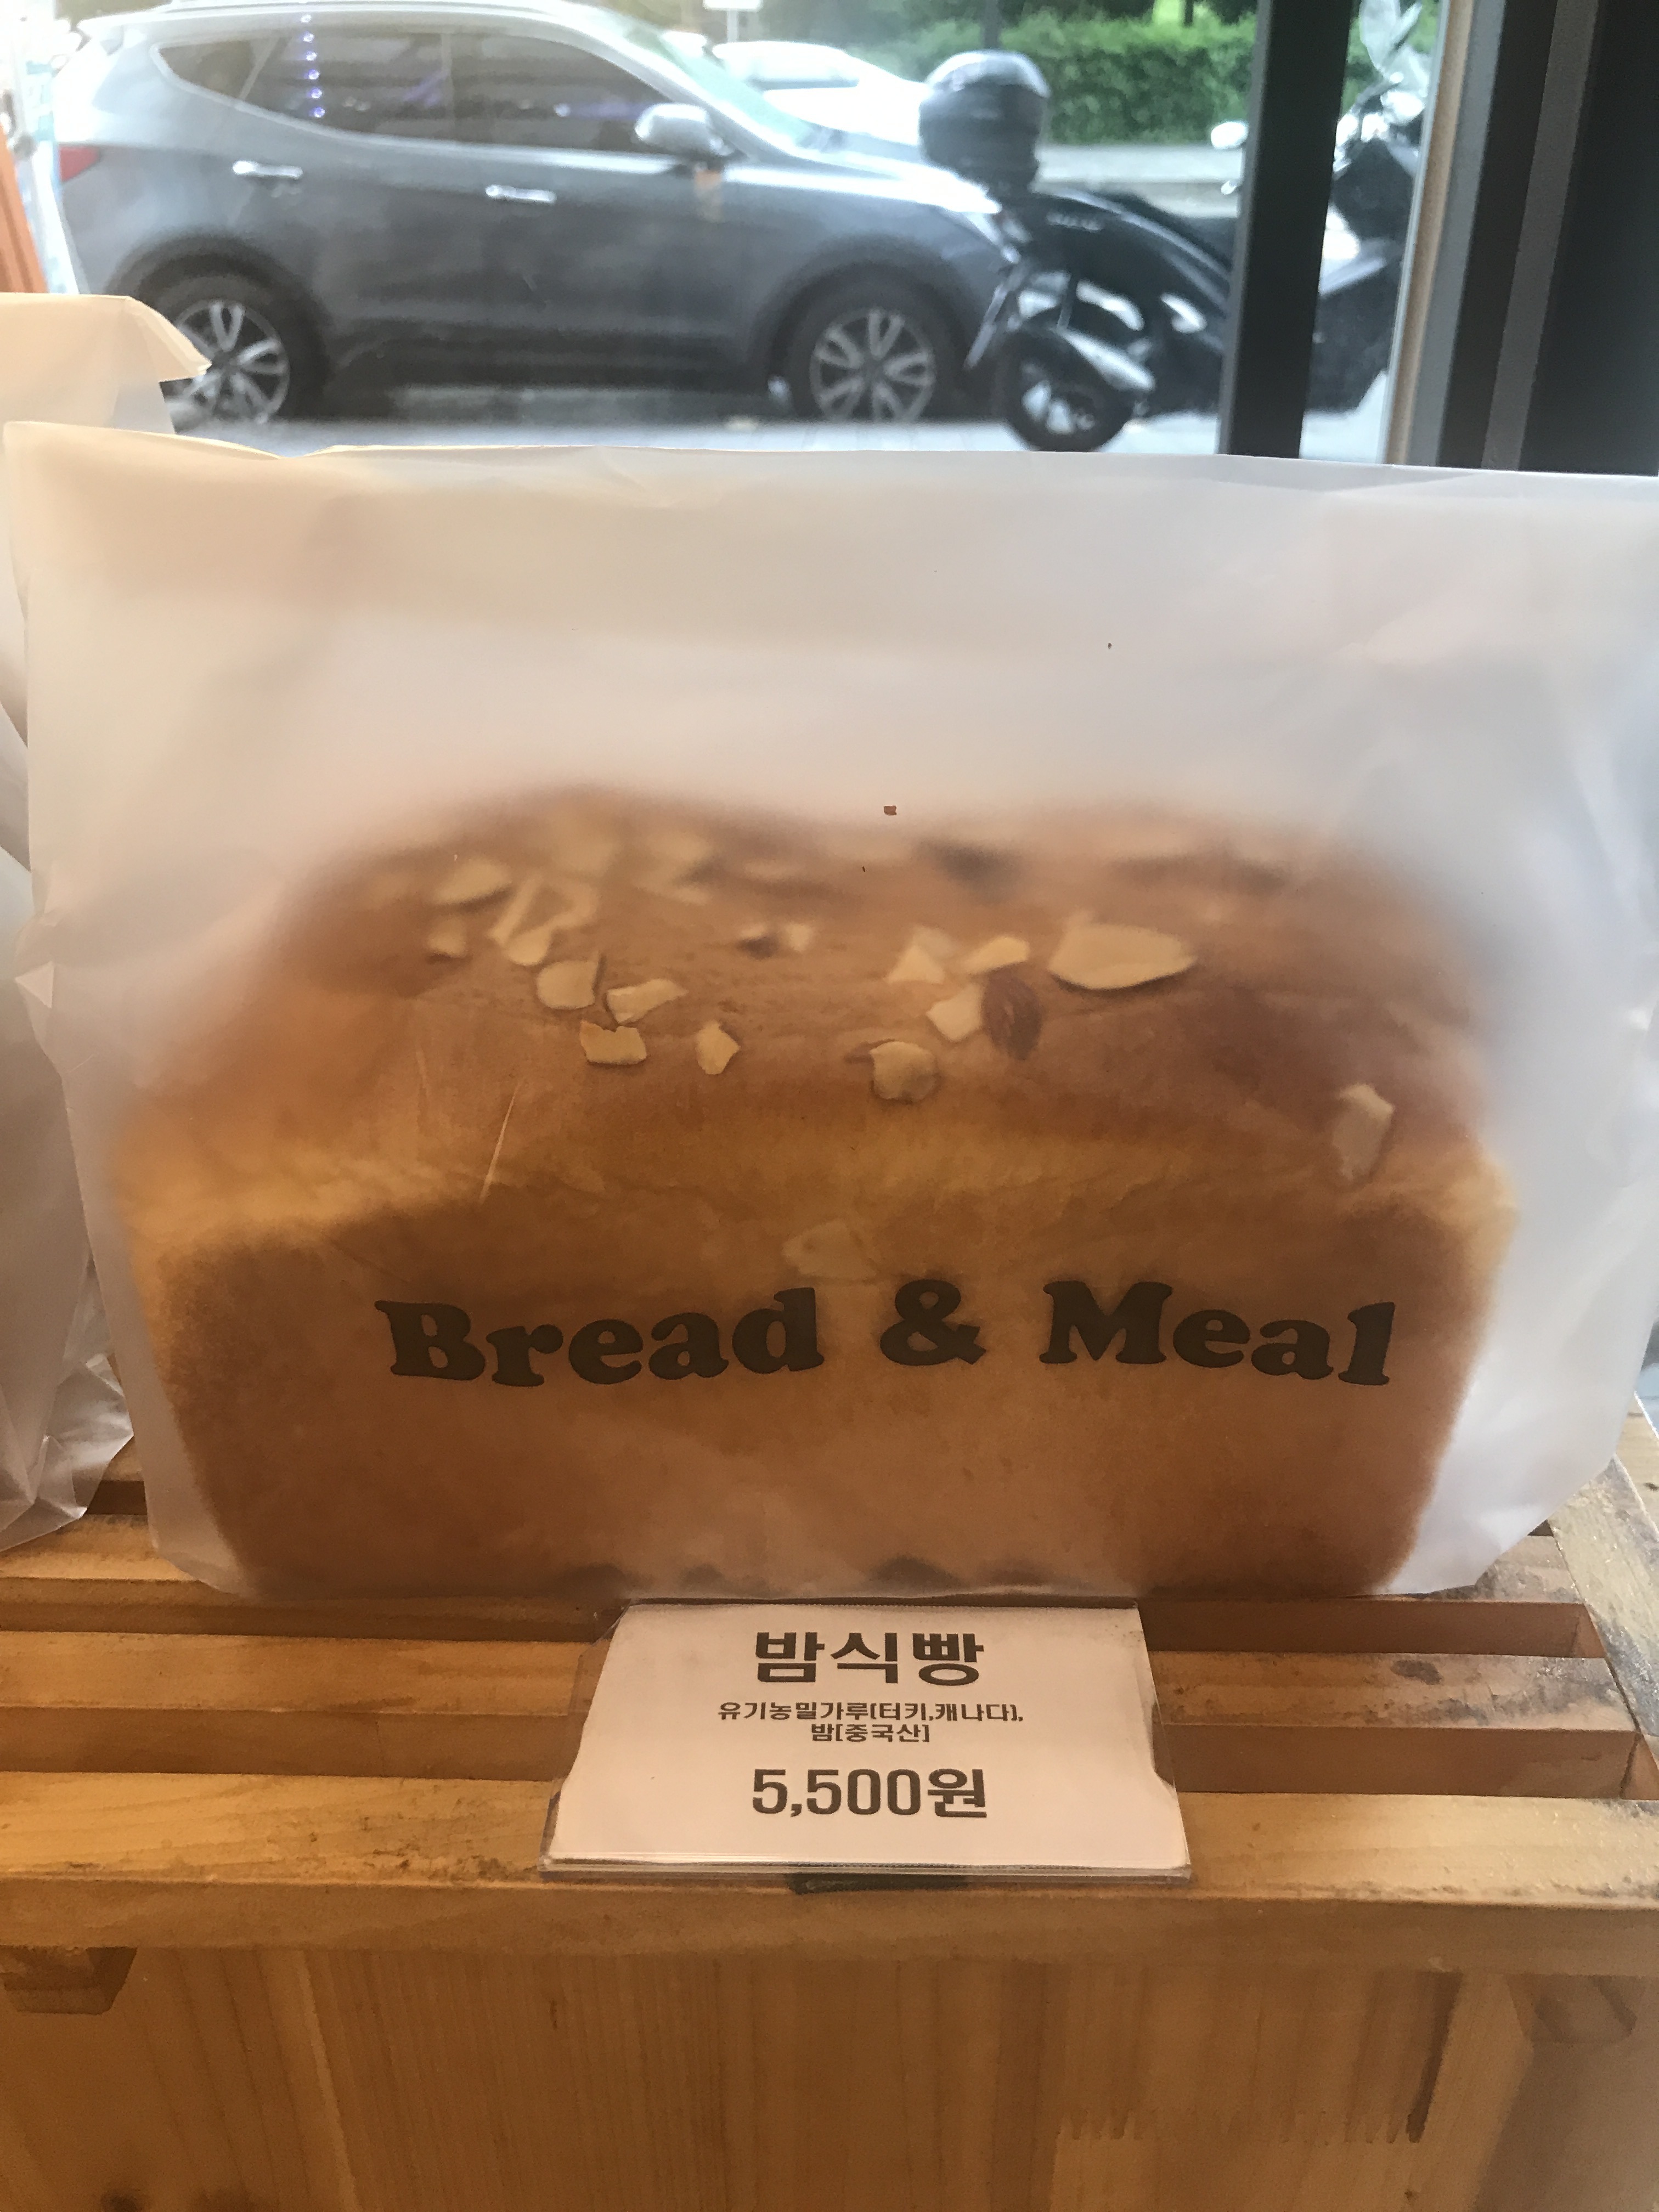 Bread & Meal
밤식빵
유기농밀가루[터키,캐나다],
밤[중국산]
5,500원